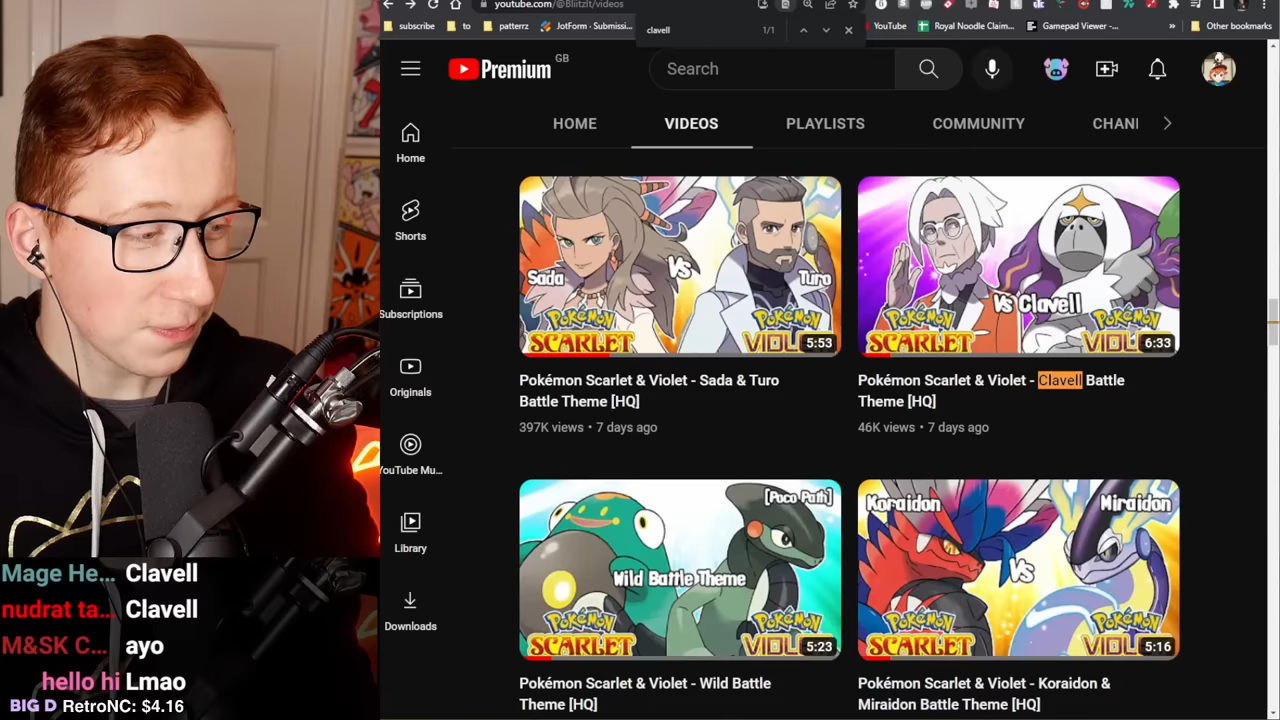 youtube.com/@BliitzIt/videos
subscribe
to
patterrz
JotForm - Submissi...
clavell
1/1
YouTube
Royal Noodle Claim...
Gamepad Viewer -...
»
Other bookmarks
Premium
GB
Search
HOME
VIDEOS
PLAYLISTS
COMMUNITY
CHANI
Home
Shorts
Subscriptions
Originals
YouTube Mu...
Library
Downloads
Sada
VS
Turo
POKÉMON
SCARLET
POKÉMON
VIOL
5:53
Vs Clavell
POKÉMON
SCARLET
POKÉMON
VIOL
6:33
Pokémon Scarlet & Violet - Sada & Turo
Battle Theme [HQ]
397K views • 7 days ago
Pokémon Scarlet & Violet - Clavell Battle
Theme [HQ]
46K views • 7 days ago
[Poco Path]
Wild Battle Theme
POKÉMON
SCARLET
POKÉMON
VIOL
5:23
Koraidon
Miraidon
VS
POKÉMON
SCARLET
POKÉMON
VIOL
5:16
Pokémon Scarlet & Violet - Wild Battle
Theme [HQ]
Pokémon Scarlet & Violet - Koraidon &
Miraidon Battle Theme [HQ]
Mage He... Clavell
nudrat ta... Clavell
M&SK C... ayo
hello hi Lmao
BIG D RetroNC: $4.16